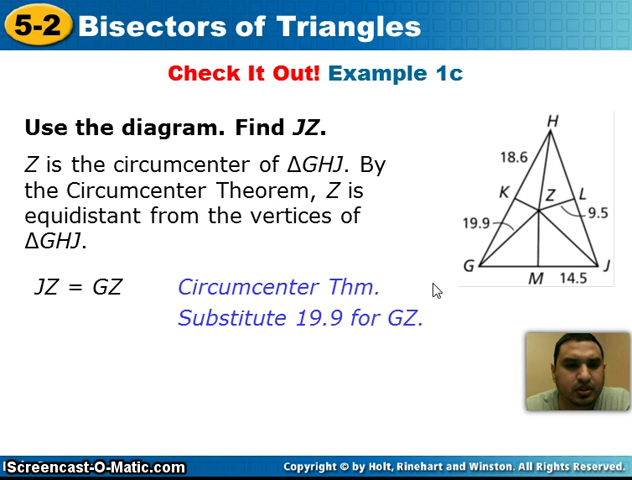 5-2 Bisectors of Triangles
Check It Out! Example 1c
Use the diagram. Find JZ.
Z is the circumcenter of ΔGHJ. By
the Circumcenter Theorem, Z is
equidistant from the vertices of
ΔGHJ.
JZ = GZ Circumcenter Thm.
Substitute 19.9 for GZ.
H
18.6
K Z L
19.9 9.5
G J
M 14.5
Screencast-O-Matic.com
Copyright © by Holt, Rinehart and Winston. All Rights Reserved.